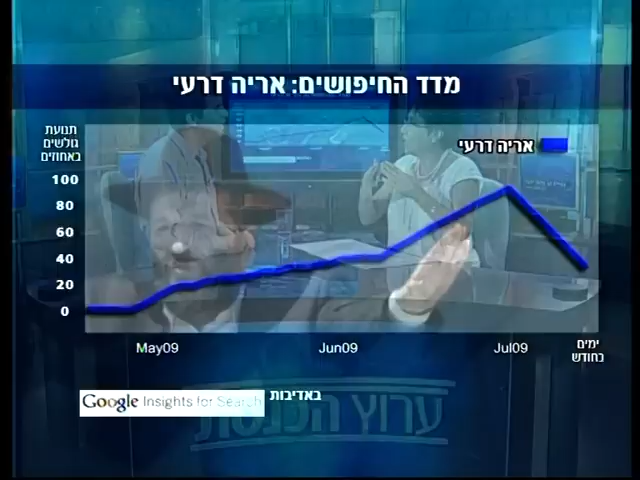 מדד החיפושים: אריה דרעי
תנועת
גולשים
באחוזים
אריה דרעי
100
80
60
40
20
0
May09 Jun09 Jul09
ימים
בחודש
באדיבות
Google Insights for Search
ערוץ הכנסת